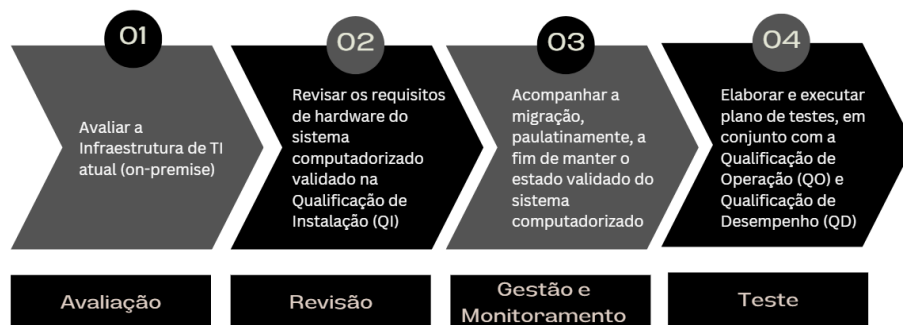 01
Avaliar a
Infraestrutura de TI
atual (on-premise)
02
Revisar os requisitos
de hardware do
sistema
computadorizado
validado na
Qualificação de
Instalação (QI)
03
Acompanhar a
migração,
paulatinamente, a
fim de manter o
estado validado do
sistema
computadorizado
04
Elaborar e executar
plano de testes, em
conjunto com a
Qualificação de
Operação (QO) e
Qualificação de
Desempenho (QD)
Avaliação
Revisão
Gestão e
Monitoramento
Teste